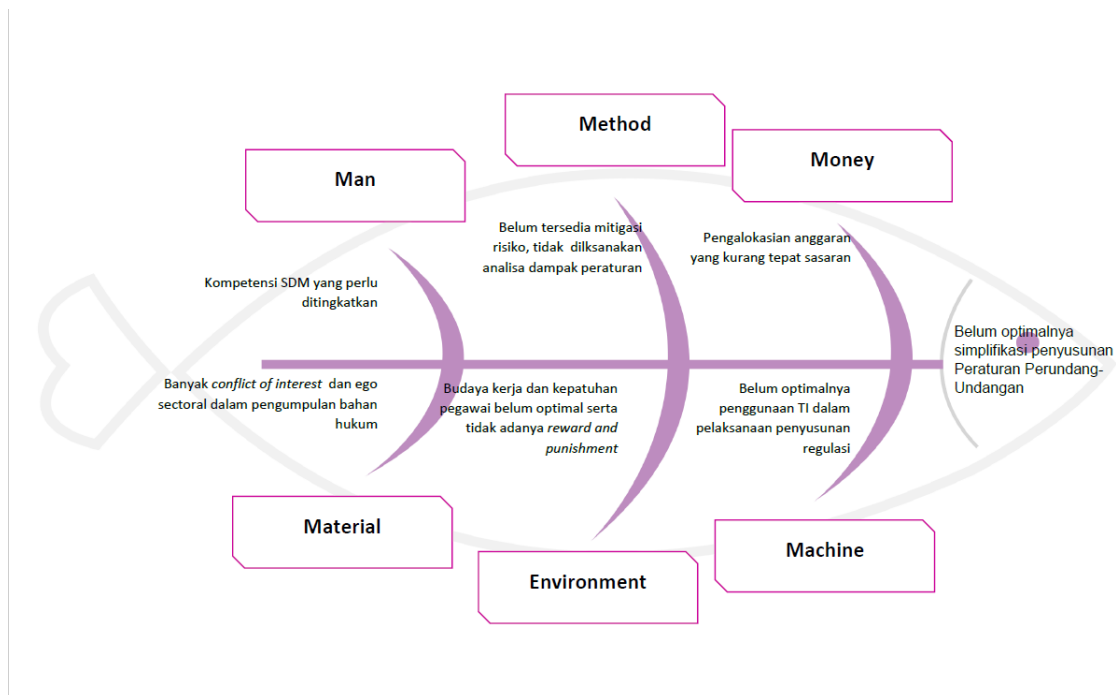 Method
Money
Man
Belum tersedia mitigasi
risiko, tidak dilksanakan
analisa dampak peraturan
Pengalokasian anggaran
yang kurang tepat sasaran
Kompetensi SDM yang perlu
ditingkatkan
Belum optimalnya
simplifikasi penyusunan
Peraturan Perundang-
Undangan
Banyak conflict of interest dan ego
sectoral dalam pengumpulan bahan
hukum
Budaya kerja dan kepatuhan
pegawai belum optimal serta
tidak adanya reward and
punishment
Belum optimalnya
penggunaan TI dalam
pelaksanaan penyusunan
regulasi
Material
Environment
Machine